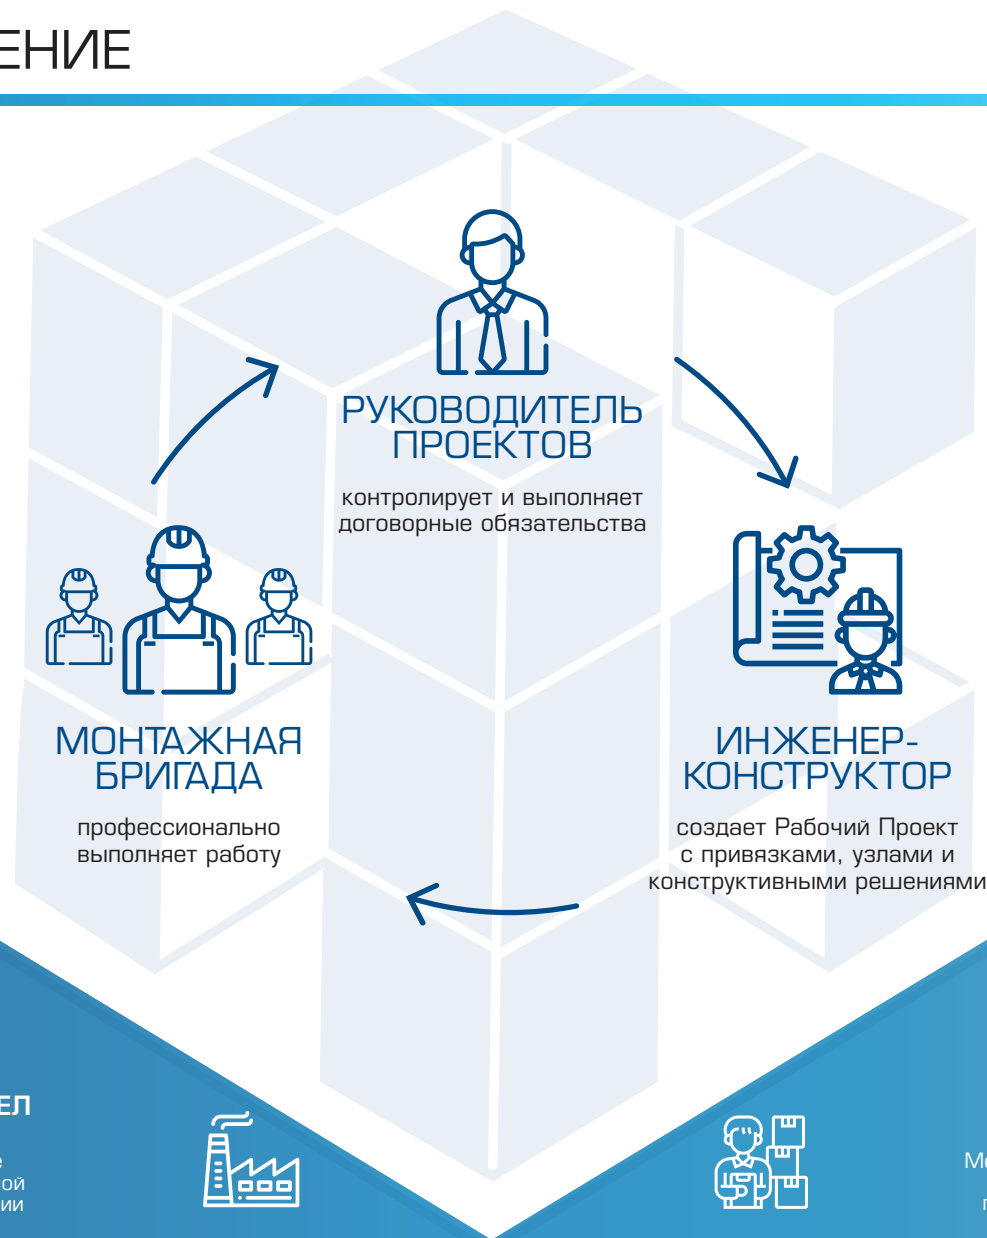 ЕНИЕ
РУКОВОДИТЕЛЬ
ПРОЕКТОВ
контролирует и выполняет
договорные обязательства
МОНТАЖНАЯ
БРИГАДА
профессионально
выполняет работу
ИНЖЕНЕР-
КОНСТРУКТОР
создает Рабочий Проект
с привязками, узлами и
конструктивными решениями
ЕЛ
е
ой
ии